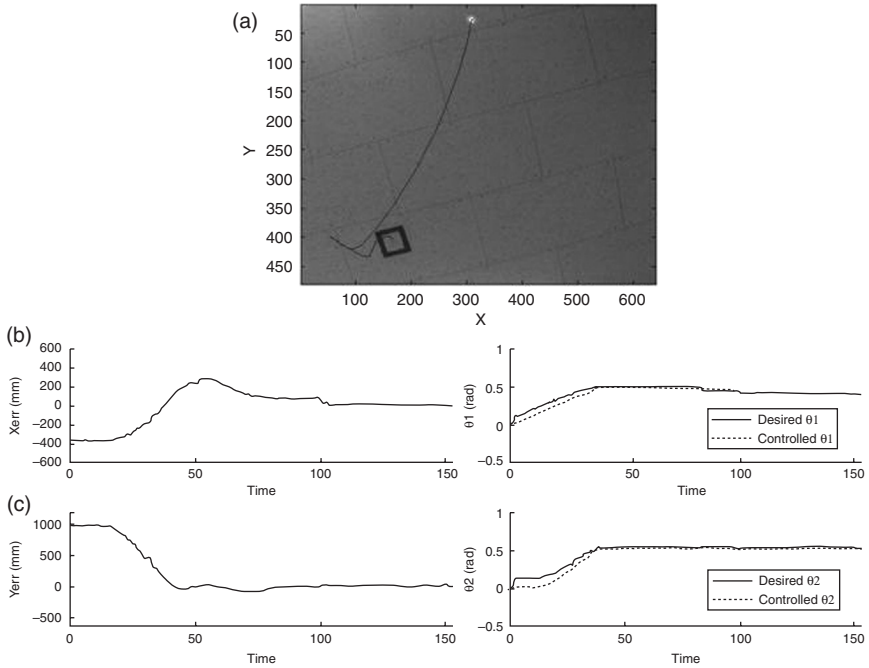 (a)
50
100
150
200
250
300
350
400
450
Y
100 200 300 400 500 600
X
(b)
600
400
200
0
−200
−400
−600
Xerr (mm)
0 50 100 150
Time
1
0.5
0
−0.5
θ1 (rad)
Desired θ1
Controlled θ1
0 50 100 150
Time
(c)
1000
500
0
−500
Yerr (mm)
0 50 100 150
Time
1
0.5
0
−0.5
θ2 (rad)
Desired θ2
Controlled θ2
0 50 100 150
Time